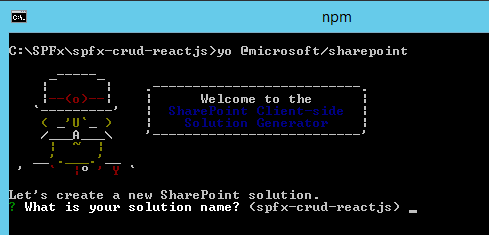 npm
C:\SPFx\spfx-crud-reactjs>yo @microsoft/sharepoint
Welcome to the
SharePoint Client-side
Solution Generator
Let's create a new SharePoint solution.
? What is your solution name? (spfx-crud-reactjs) _